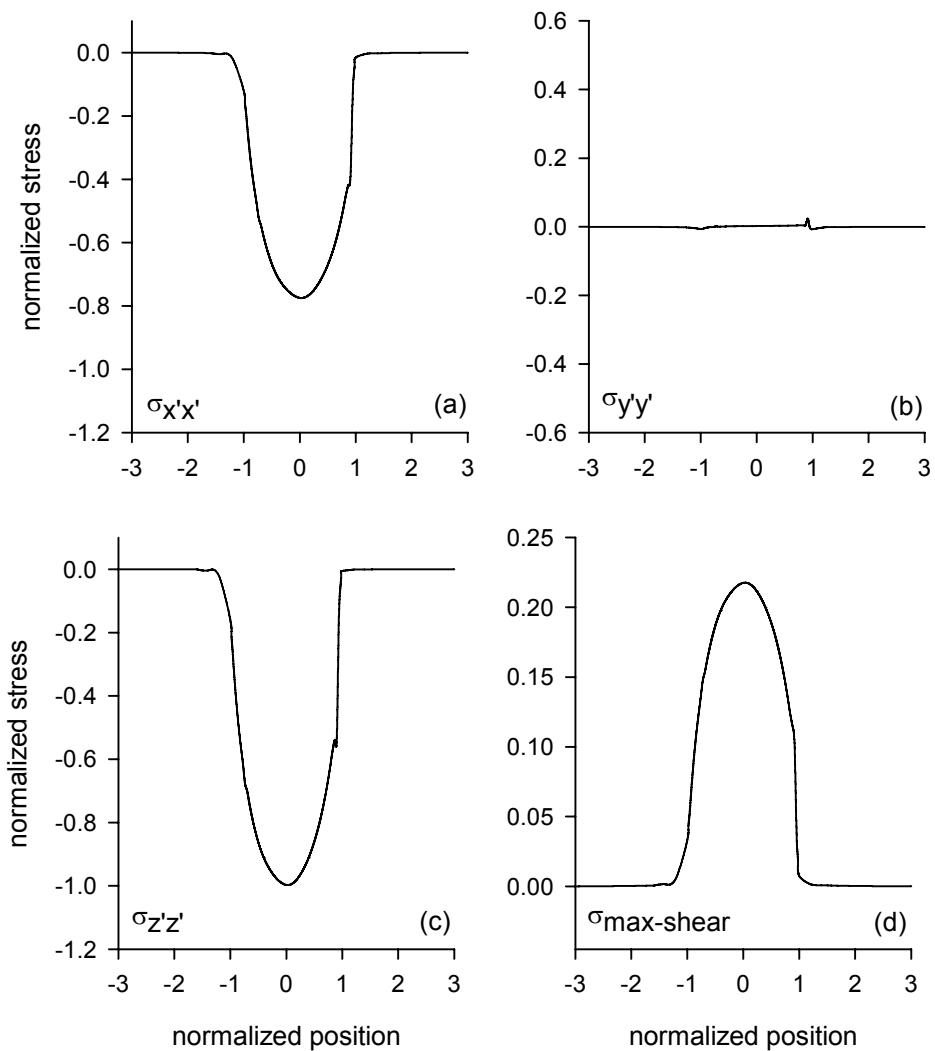 0.0
-0.2
-0.4
-0.6
-0.8
-1.0
-1.2
normalized stress
σx'x'
(a)
-3 -2 -1 0 1 2 3
0.6
0.4
0.2
0.0
-0.2
-0.4
-0.6
σy'y'
(b)
-3 -2 -1 0 1 2 3
0.0
-0.2
-0.4
-0.6
-0.8
-1.0
-1.2
normalized stress
σz'z'
(c)
-3 -2 -1 0 1 2 3
normalized position
0.25
0.20
0.15
0.10
0.05
0.00
σmax-shear
(d)
-3 -2 -1 0 1 2 3
normalized position